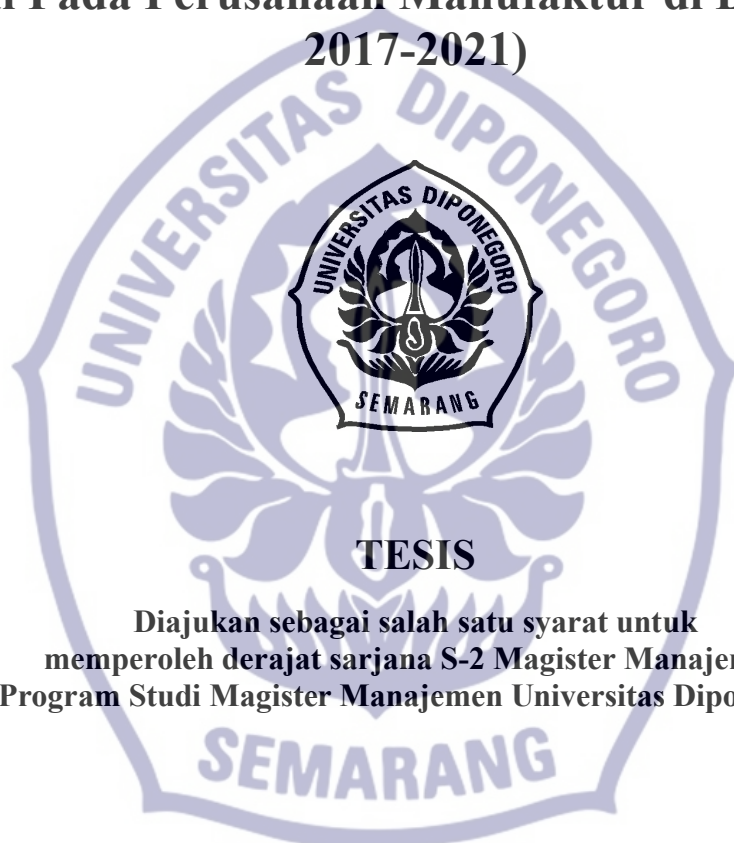 Pada Perusahaan Manufaktur di
2017-2021)
UNIVERSITAS DIPONEGORO
SEMARANG
UNIVERSITAS DIPONEGORO
SEMARANG
TESIS
Diajukan sebagai salah satu syarat untuk
memperoleh derajat sarjana S-2 Magister
Program Studi Magister Manajemen Universitas